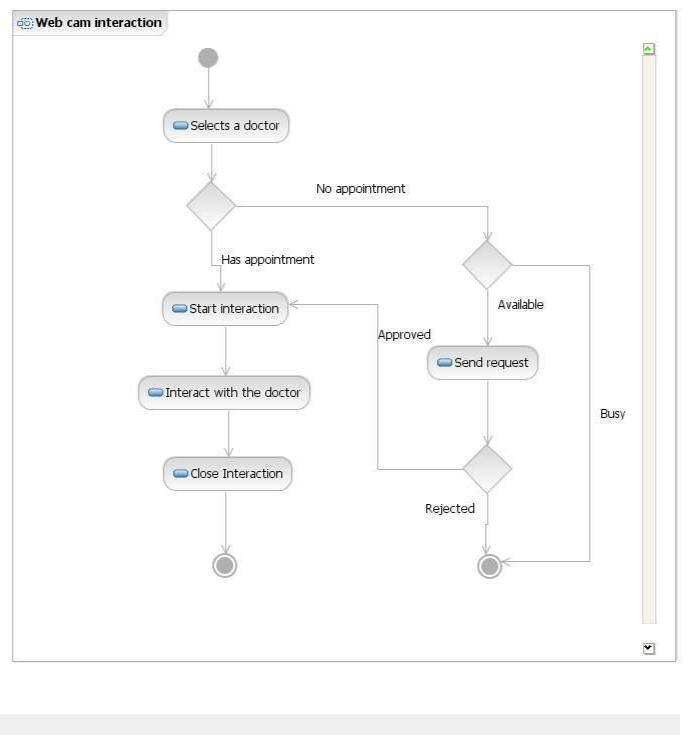 Web cam interaction
Selects a doctor
No appointment
Has appointment
Available
Start interaction
Approved
Send request
Interact with the doctor
Busy
Close Interaction
Rejected